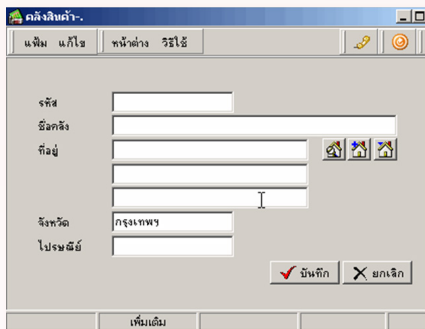 คลังสินค้า-.
แฟ้ม แก้ไข หน้าต่าง วิธีใช้
รหัส
ชื่อคลัง
ที่อยู่
จังหวัด กรุงเทพฯ
ไปรษณีย์
บันทึก ยกเลิก
เพิ่มเติม